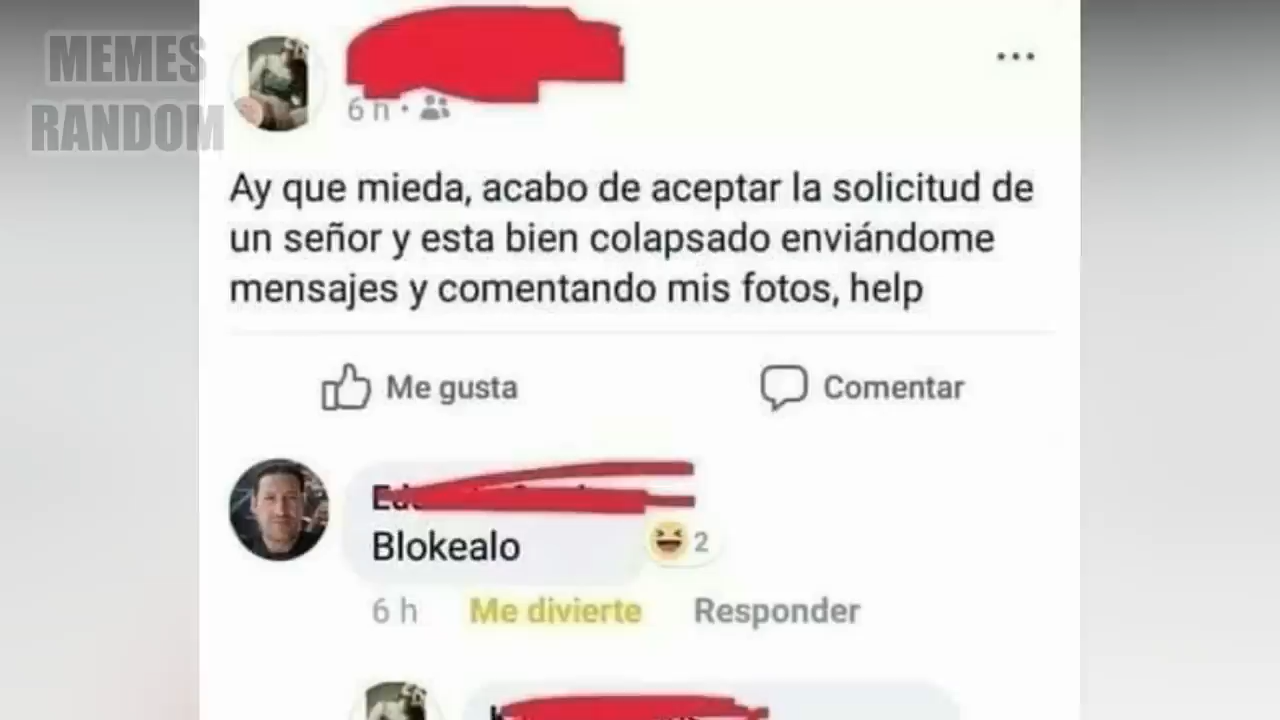 MEMES
RANDOM
6 h
Ay que mieda, acabo de aceptar la solicitud de
un señor y esta bien colapsado enviándome
mensajes y comentando mis fotos, help
Me gusta
Comentar
Blokealo
2
6 h Me divierte Responder